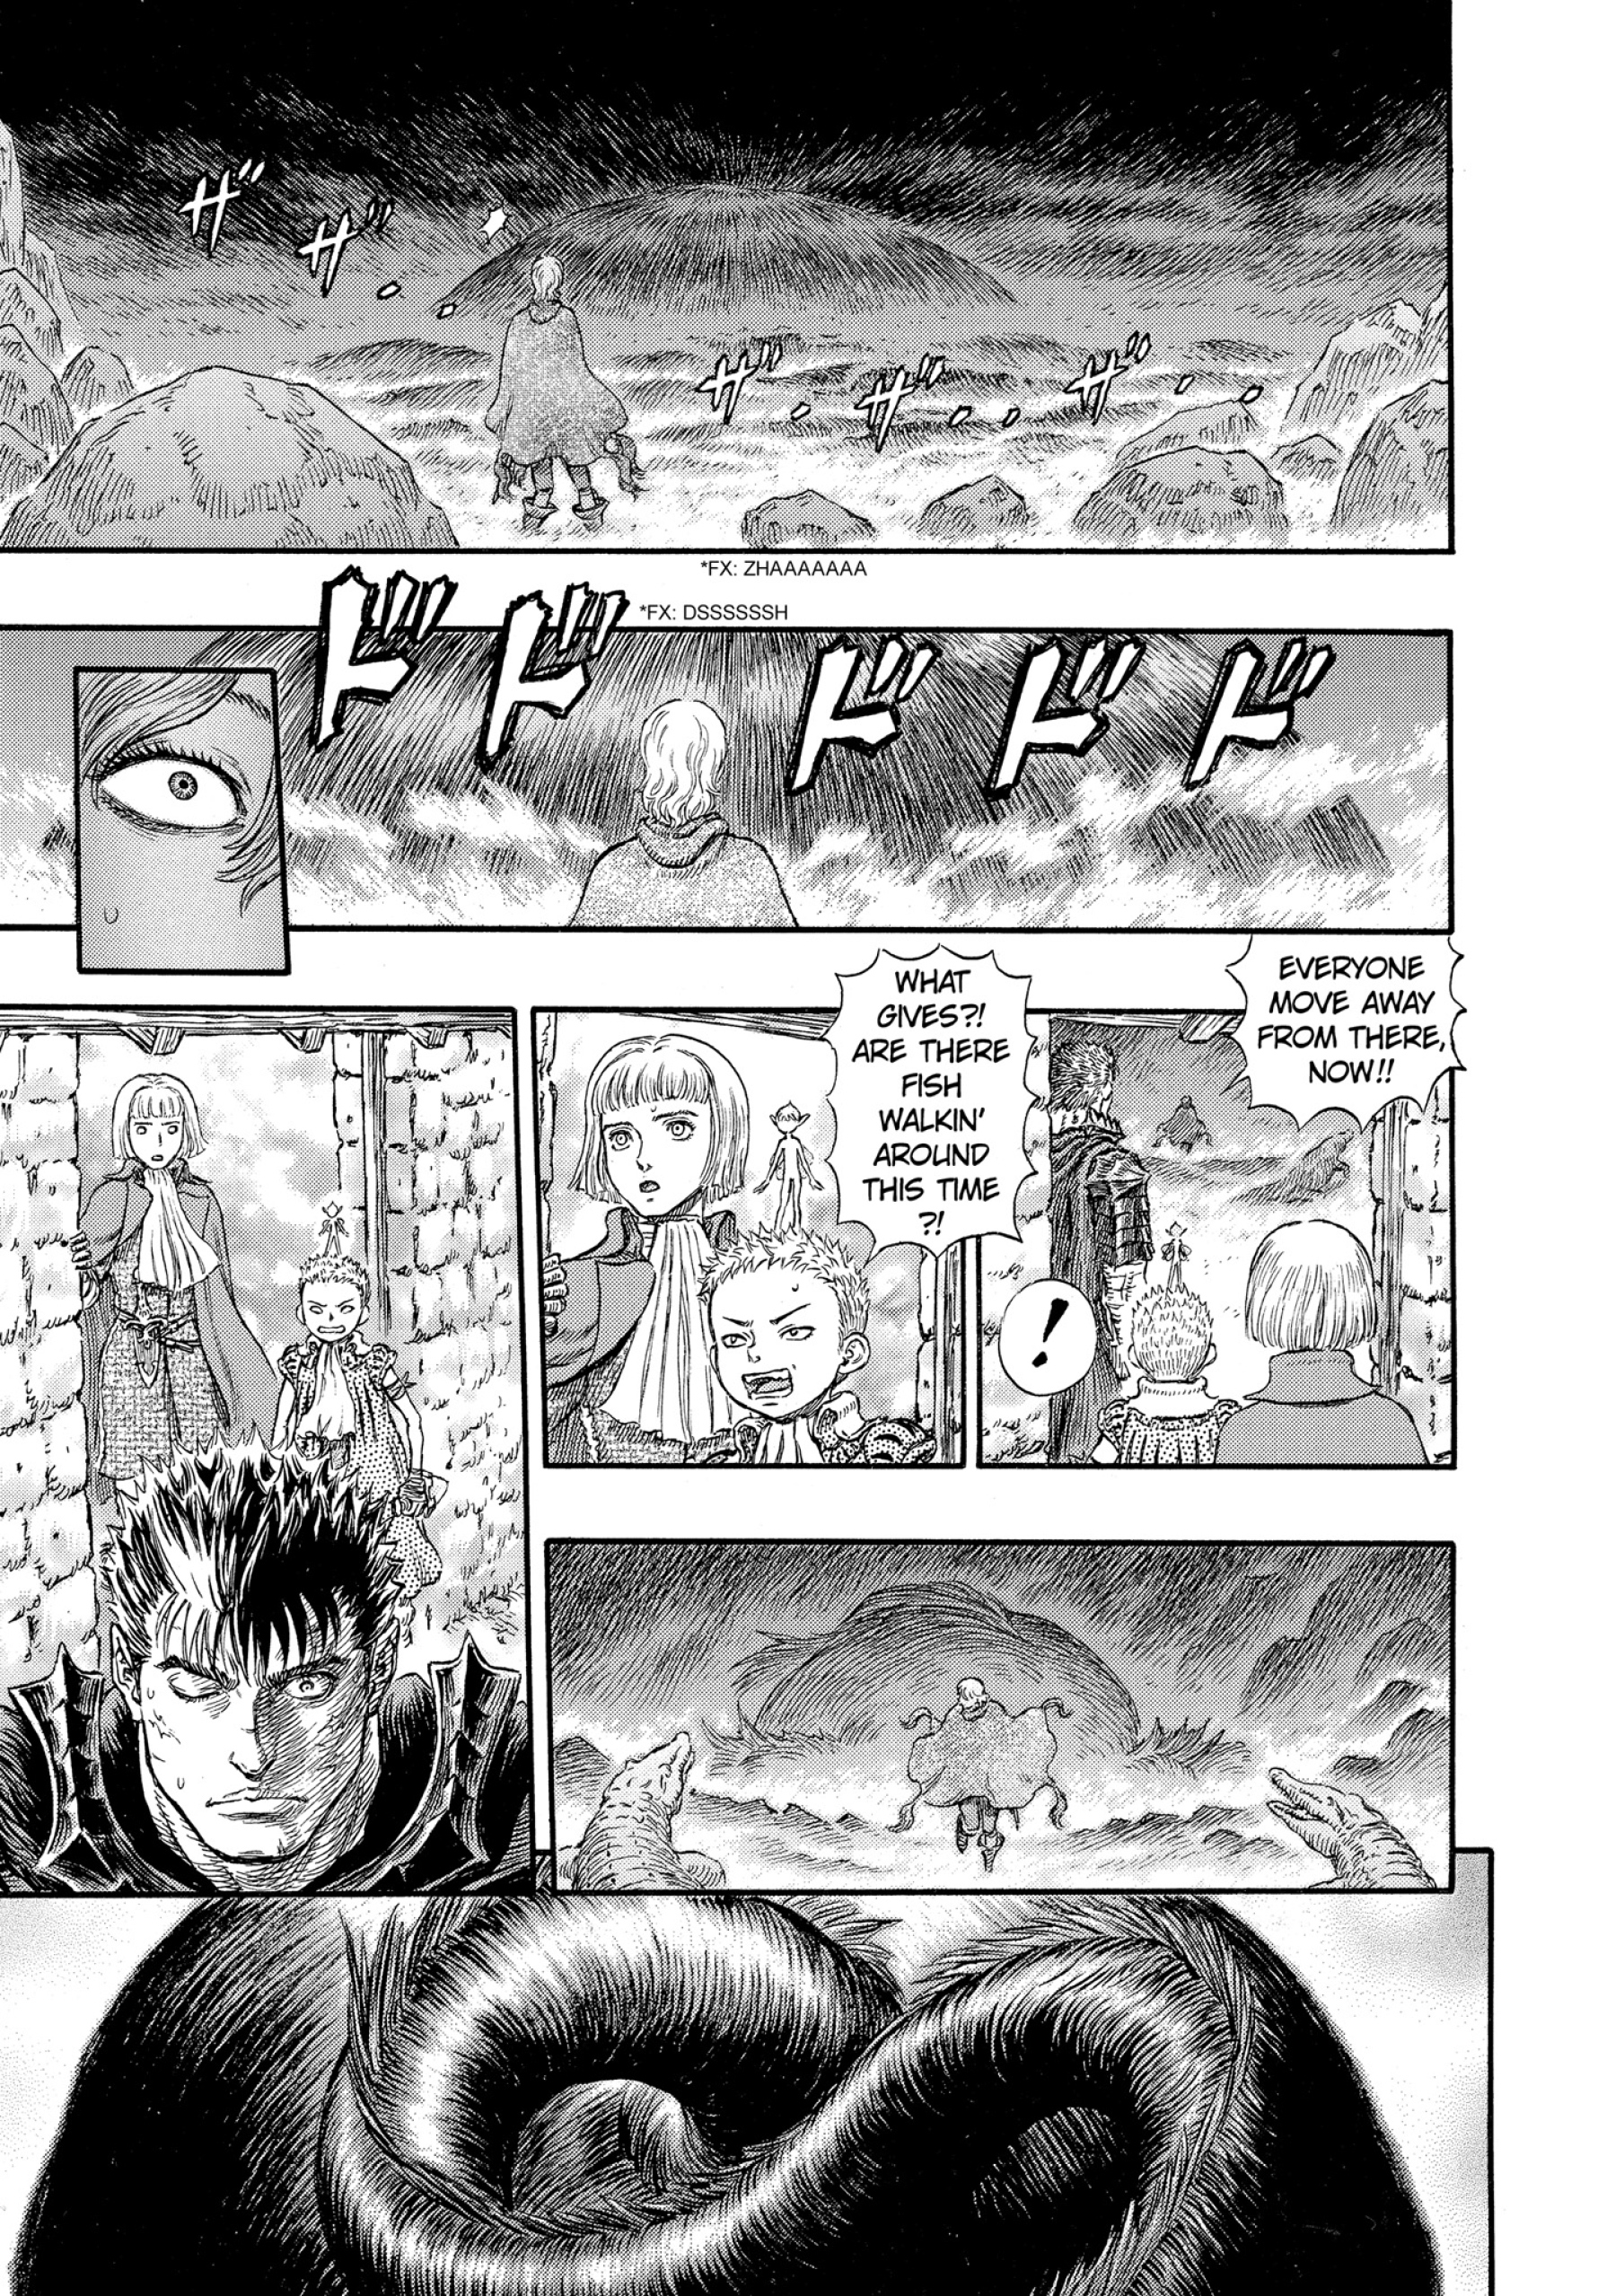 ザ
ザ
ザ
ザ
ザ
*FX: ZHAAAAAAA
*FX: DSSSSSSH
ド
ド
ド
ド
ド
EVERYONE
MOVE AWAY
FROM THERE,
NOW!!
!
WHAT
GIVES?!
ARE THERE
FISH
WALKIN'
AROUND
THIS TIME
?!